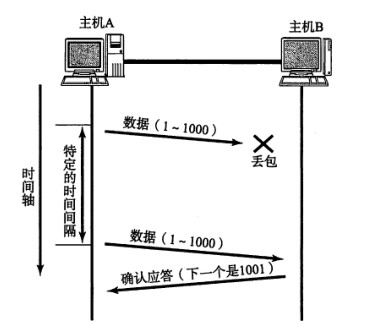 主机A
主机B
数据（1~1000）
丢包
特定的时间间隔
时间轴
数据（1~1000）
确认应答（下一个是1001）